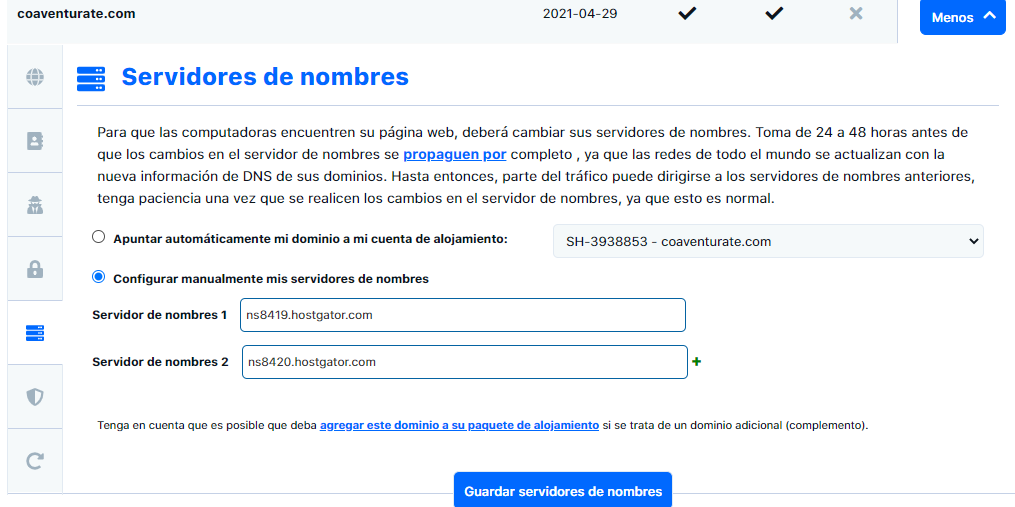 coaventurate.com 2021-04-29 Menos
Servidores de nombres
Para que las computadoras encuentren su página web, deberá cambiar sus servidores de nombres. Toma de 24 a 48 horas antes de
que los cambios en el servidor de nombres se propaguen por completo , ya que las redes de todo el mundo se actualizan con la
nueva información de DNS de sus dominios. Hasta entonces, parte del tráfico puede dirigirse a los servidores de nombres anteriores,
tenga paciencia una vez que se realicen los cambios en el servidor de nombres, ya que esto es normal.
Apuntar automáticamente mi dominio a mi cuenta de alojamiento: SH-3938853 - coaventurate.com
Configurar manualmente mis servidores de nombres
Servidor de nombres 1 ns8419.hostgator.com
Servidor de nombres 2 ns8420.hostgator.com +
Tenga en cuenta que es posible que deba agregar este dominio a su paquete de alojamiento si se trata de un dominio adicional (complemento).
Guardar servidores de nombres